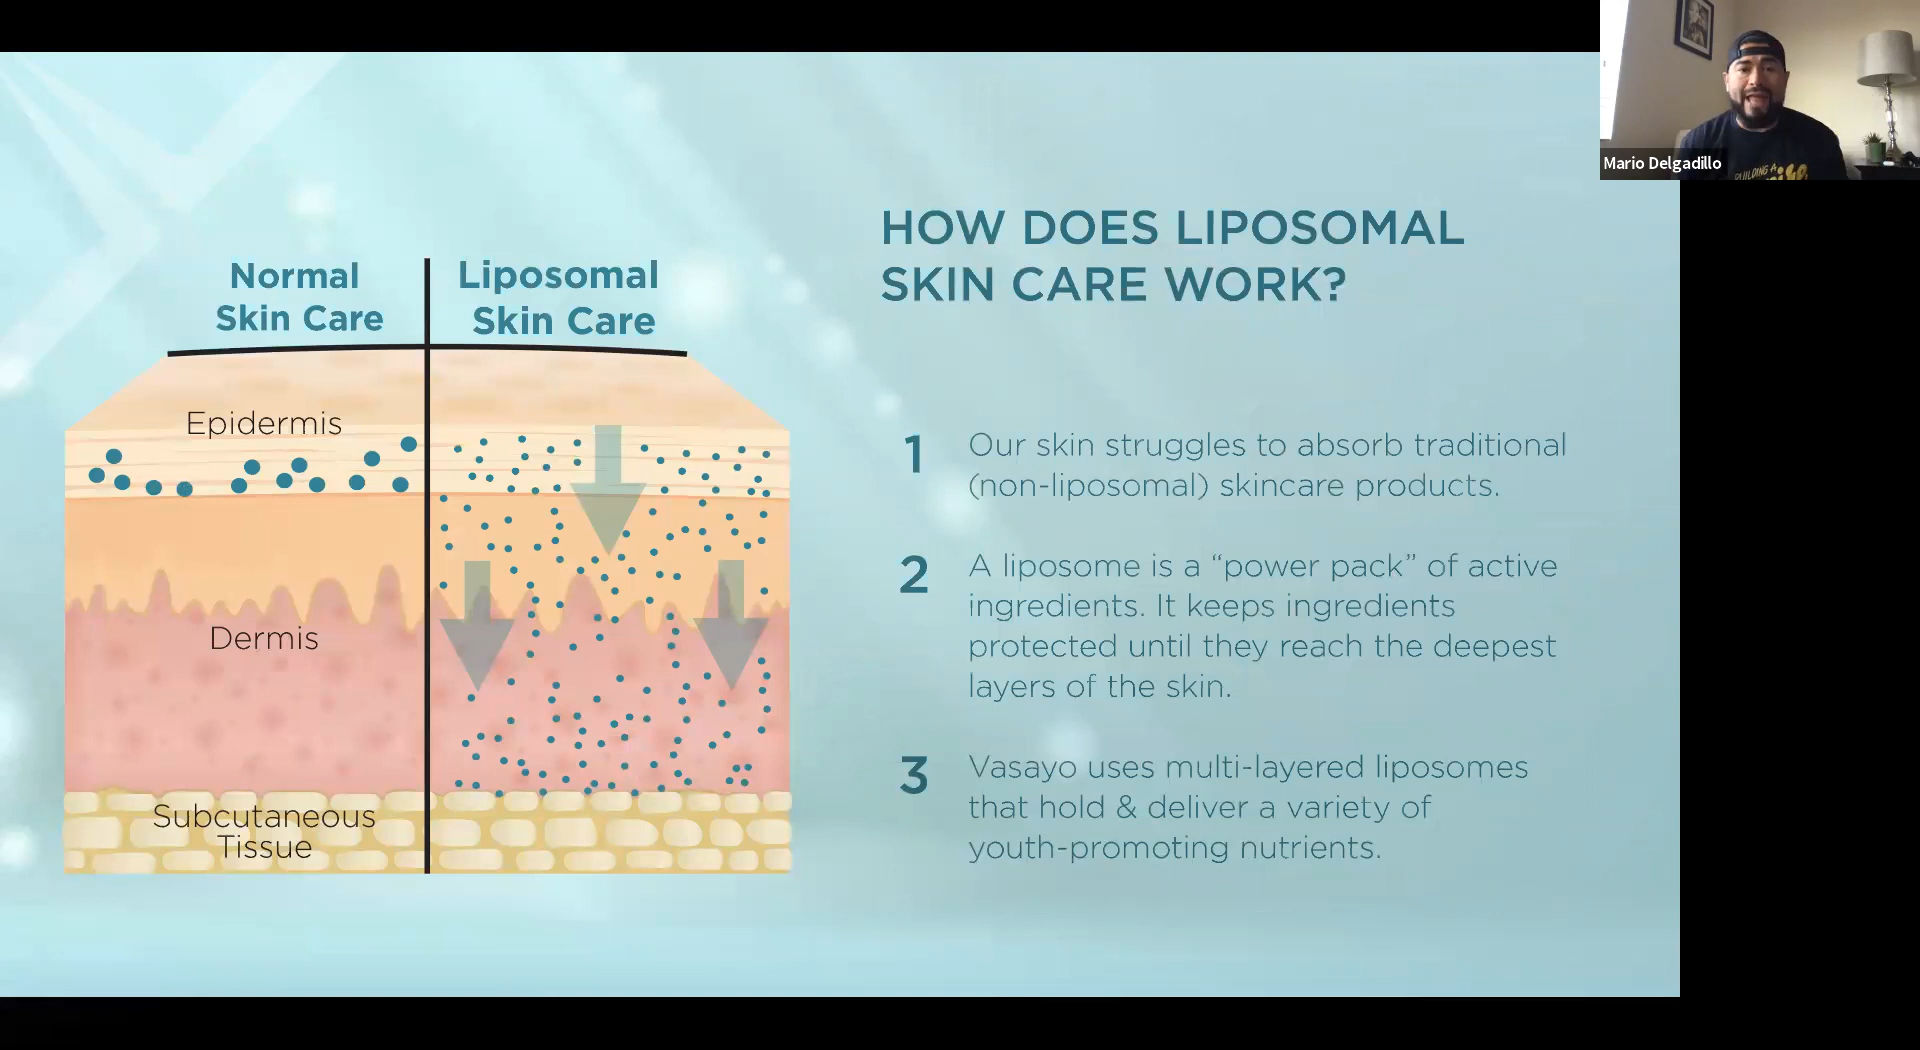 Mario Delgadillo
BUILDING A
HOW DOES LIPOSOMAL
SKIN CARE WORK?
Normal
Skin Care
Liposomal
Skin Care
Epidermis
Dermis
Subcutaneous
Tissue
1
Our skin struggles to absorb traditional
(non-liposomal) skincare products.
2
A liposome is a “power pack” of active
ingredients. It keeps ingredients
protected until they reach the deepest
layers of the skin.
3
Vasayo uses multi-layered liposomes
that hold & deliver a variety of
youth-promoting nutrients.